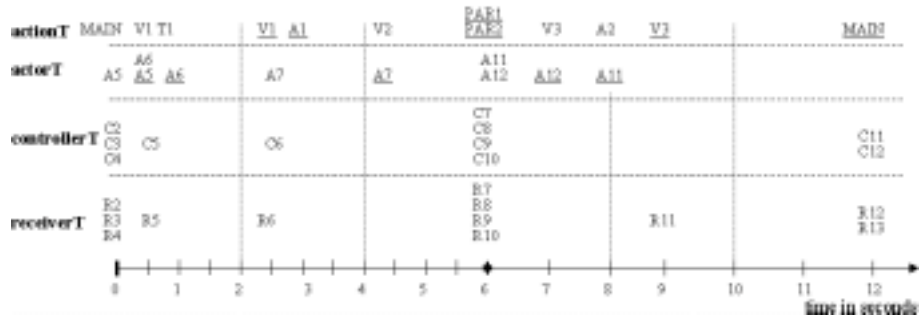 PAR1
actionT MAIN V1 T1 V1 A1 V2 PAR2 V3 A2 V3 MAIN
A6 A11
actorT A5 A5 A6 A7 A7 A12 A12 A11
C7
C2 C8
controllerT C3 C5 C6 C9 C11
C4 C10 C12
R7
R2 R8 R12
receiverT R3 R5 R6 R9 R11 R13
R4 R10
0 1 2 3 4 5 6 7 8 9 10 11 12
time in seconds